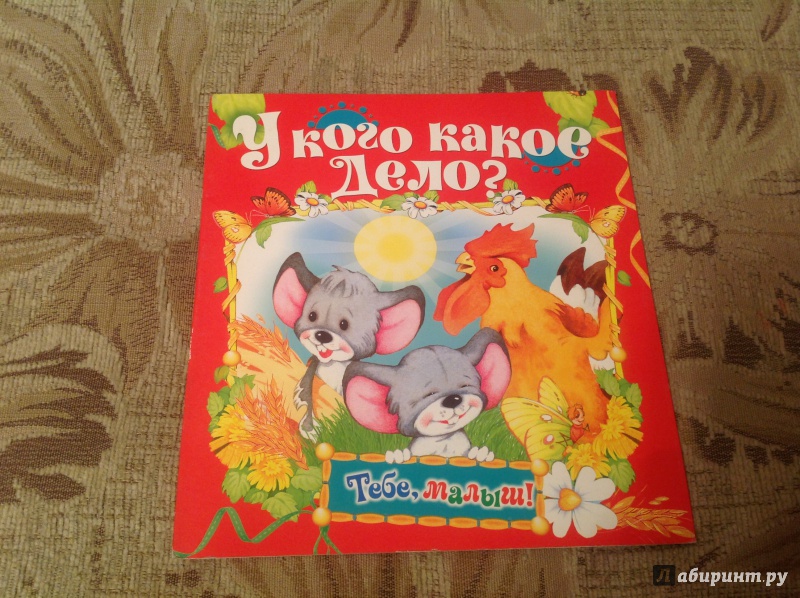 У кого какое
Дело?
Тебе, малыш!
Лабиринт.ру